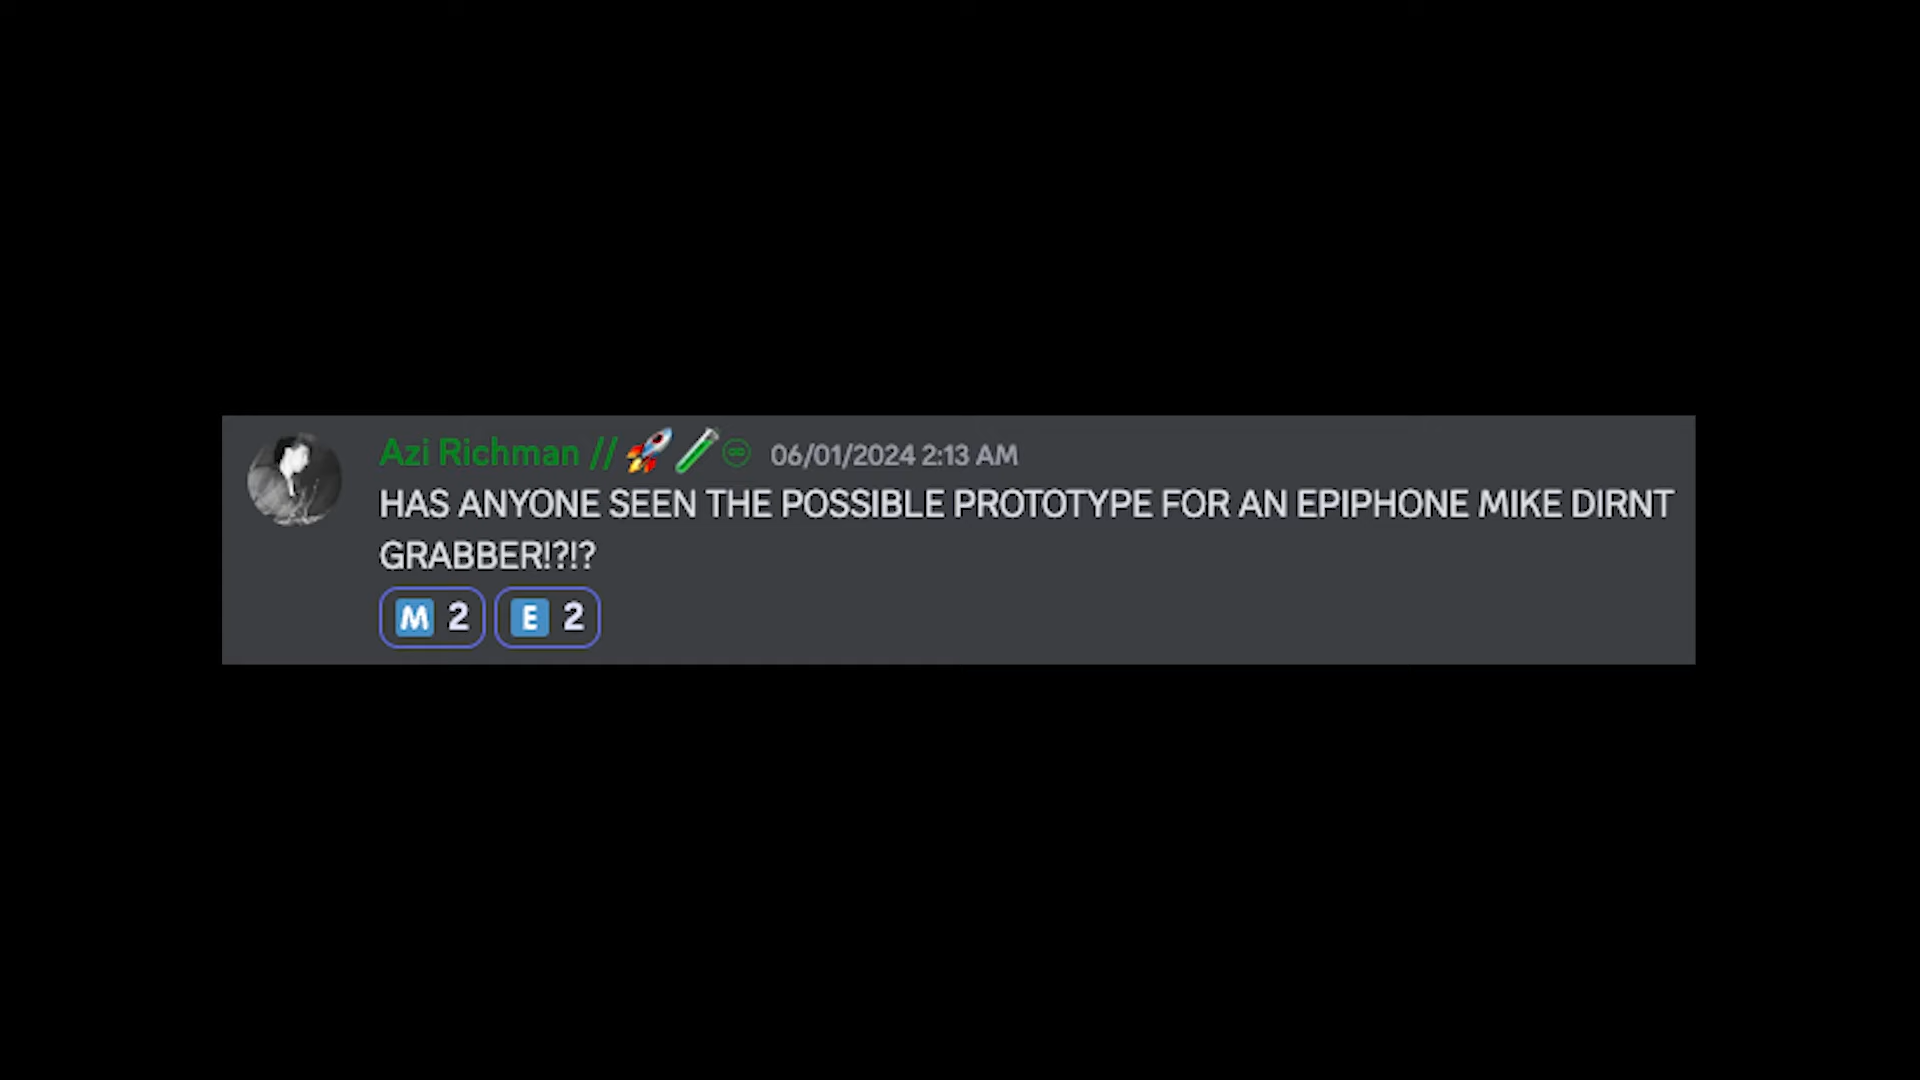 Azi Richman // 🚀🧪♾ 06/01/2024 2:13 AM
HAS ANYONE SEEN THE POSSIBLE PROTOTYPE FOR AN EPIPHONE MIKE DIRNT
GRABBER!?!?
M 2 E 2